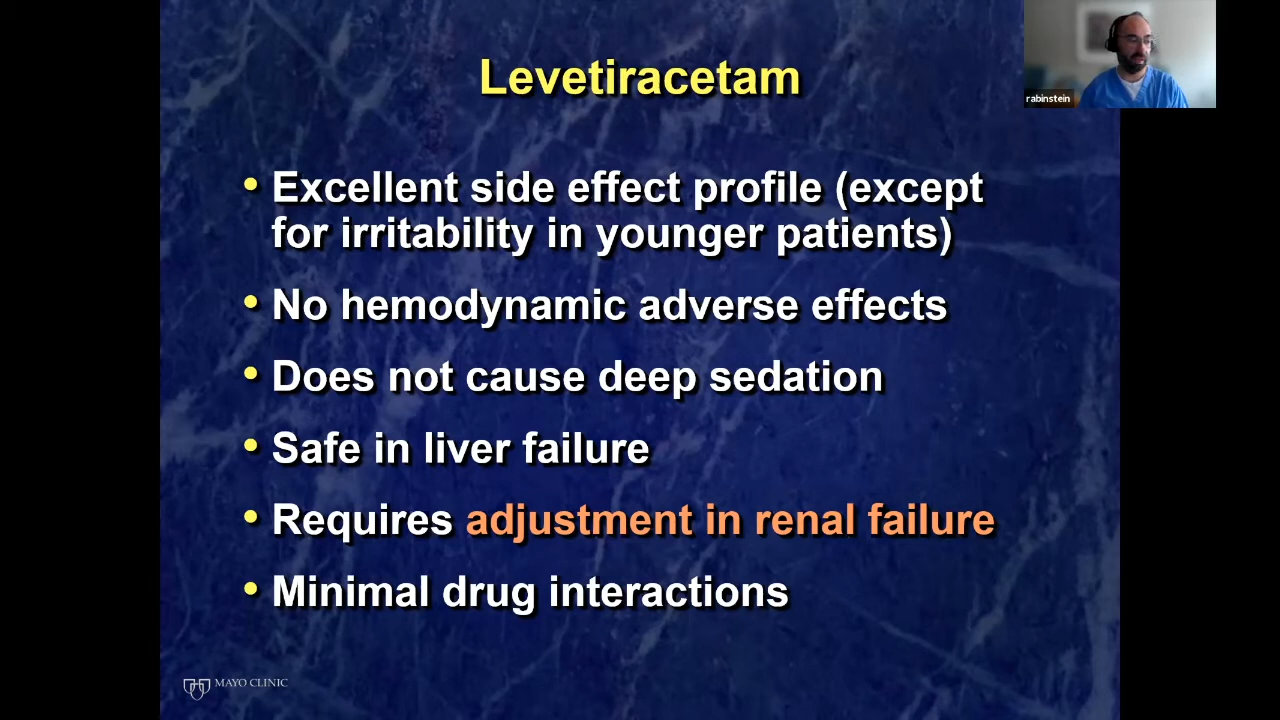 Levetiracetam
rabinstein
• Excellent side effect profile (except
for irritability in younger patients)
• No hemodynamic adverse effects
• Does not cause deep sedation
• Safe in liver failure
• Requires adjustment in renal failure
• Minimal drug interactions
MAYO CLINIC